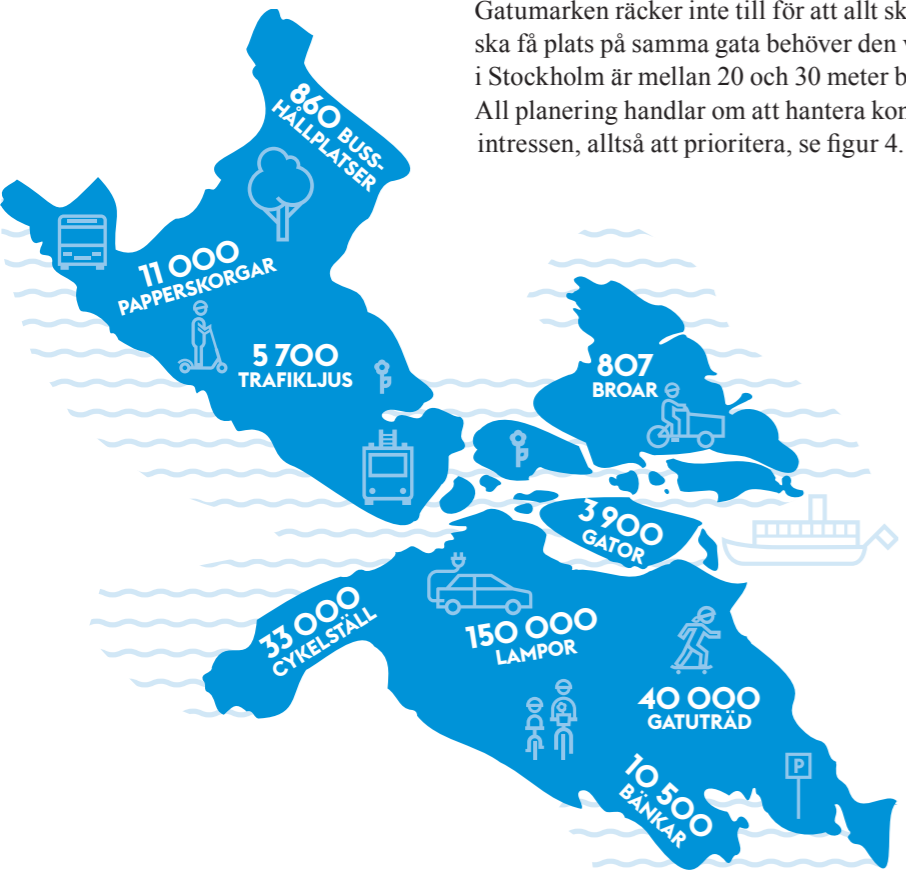 Gatumarken räcker inte till för att allt sk
ska få plats på samma gata behöver den v
i Stockholm är mellan 20 och 30 meter b
All planering handlar om att hantera kon
intressen, alltså att prioritera, se figur 4.
860 BUSS-
HÅLLPLATSER
11 000
PAPPERSKORGAR
5 700
TRAFIKLJUS
807
BROAR
3 900
GATOR
33 000
CYKELSTÄLL
150 000
LAMPOR
40 000
GATUTRÄD
10 500
BÄNKAR
P